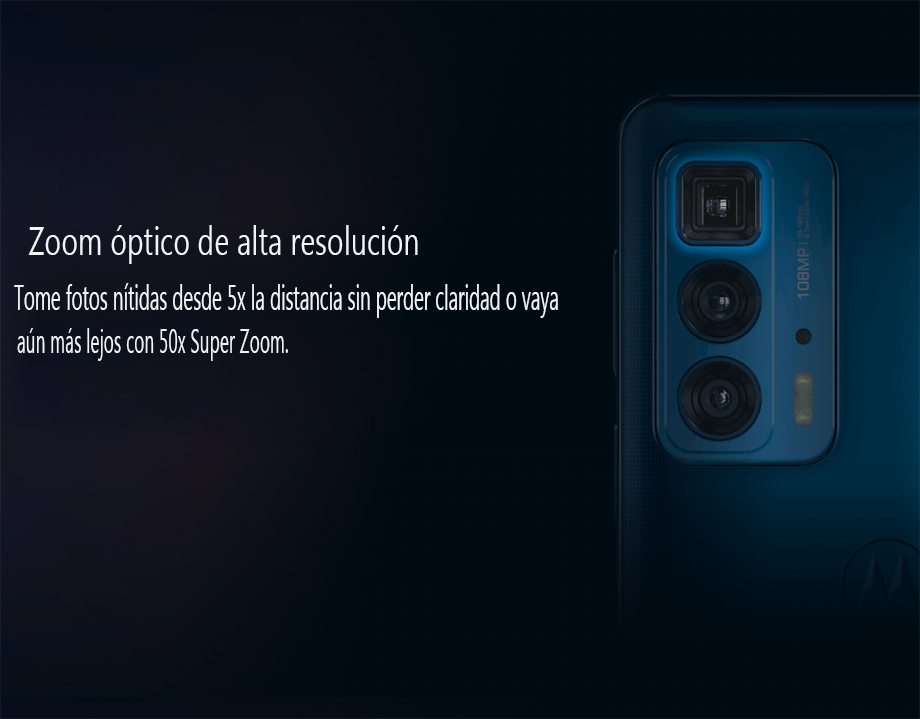 Zoom óptico de alta resolución
Tome fotos nítidas desde 5x la distancia sin perder claridad o vaya
aún más lejos con 50x Super Zoom.
108MP